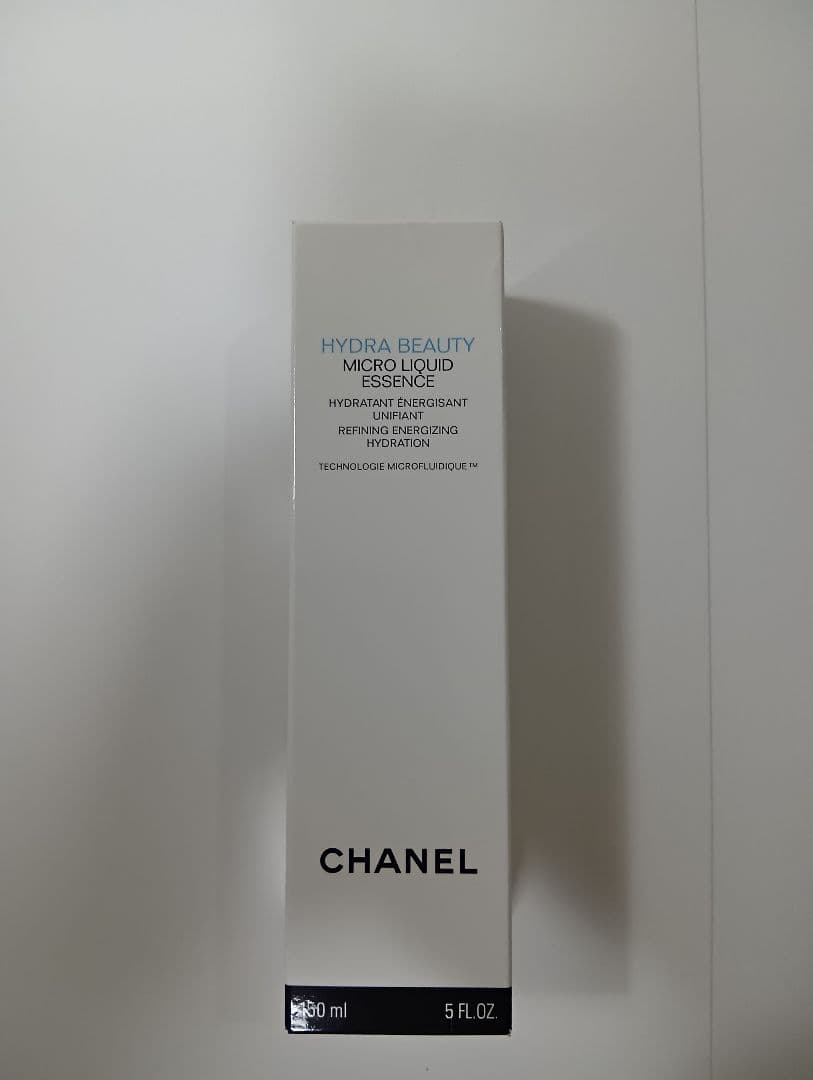 HYDRA BEAUTY
MICRO LIQUID
ESSENCE
HYDRATANT ÉNERGISANT
UNIFIANT
REFINING ENERGIZING
HYDRATION
TECHNOLOGIE MICROFLUIDIQUE™
CHANEL
150 ml 5 FL.OZ.